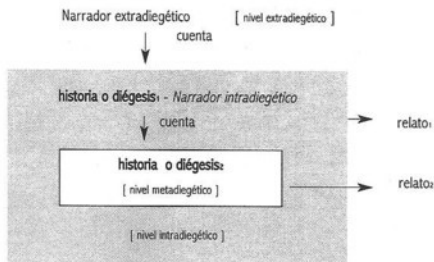 Narrador extradiegético [ nivel extradiegético ]
cuenta
historia o diégesis₁ - Narrador intradiegético
relato₁
cuenta
historia o diégesis₂
relato₂
[ nivel metadiegético ]
[ nivel intradiegético ]